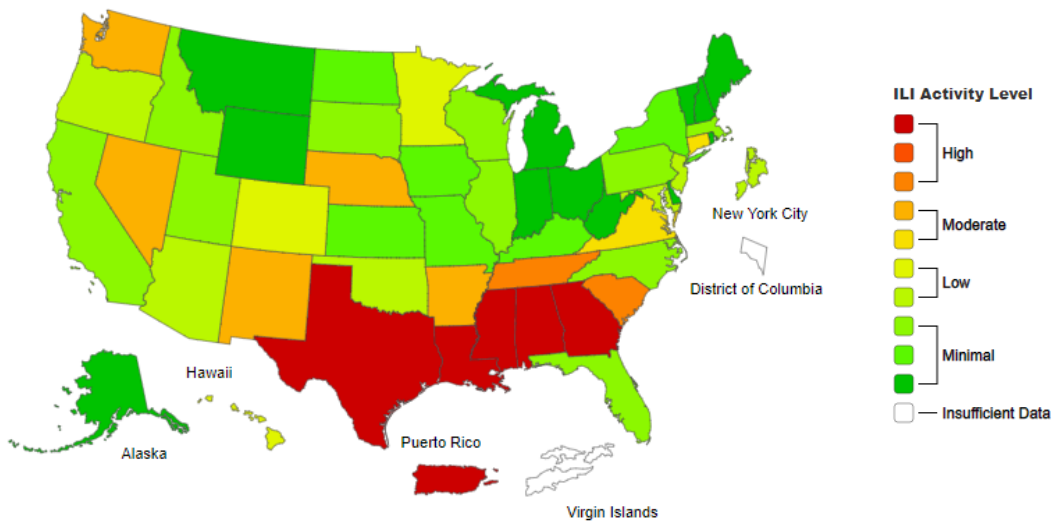 ILI Activity Level
High
Moderate
New York City
Low
District of Columbia
Minimal
Hawaii
Insufficient Data
Puerto Rico
Alaska
Virgin Islands